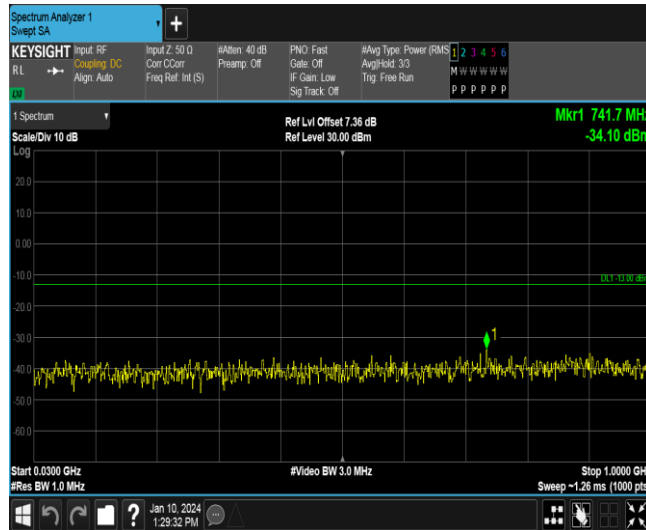 Spectrum Analyzer 1
Swept SA
+
KEYSIGHT
RL
LXI
Input: RF
Coupling: DC
Align: Auto
Input Z: 50 Ω
Corr CCorr
Freq Ref: Int (S)
#Atten: 40 dB
Preamp: Off
PNO: Fast
Gate: Off
IF Gain: Low
Sig Track: Off
#Avg Type: Power (RMS
Avg|Hold: 3/3
Trig: Free Run
1 2 3 4 5 6
M W W W W W
P P P P P P
1 Spectrum
Scale/Div 10 dB
Log
Ref Lvl Offset 7.36 dB
Ref Level 30.00 dBm
Mkr1 741.7 MHz
-34.10 dBm
20.0
10.0
0.00
-10.0
DL1 -13.00 dBm
-20.0
-30.0
1
-40.0
-50.0
-60.0
Start 0.0300 GHz
#Res BW 1.0 MHz
#Video BW 3.0 MHz
Stop 1.0000 GHz
Sweep ~1.26 ms (1000 pts)
?
Jan 10, 2024
1:29:32 PM